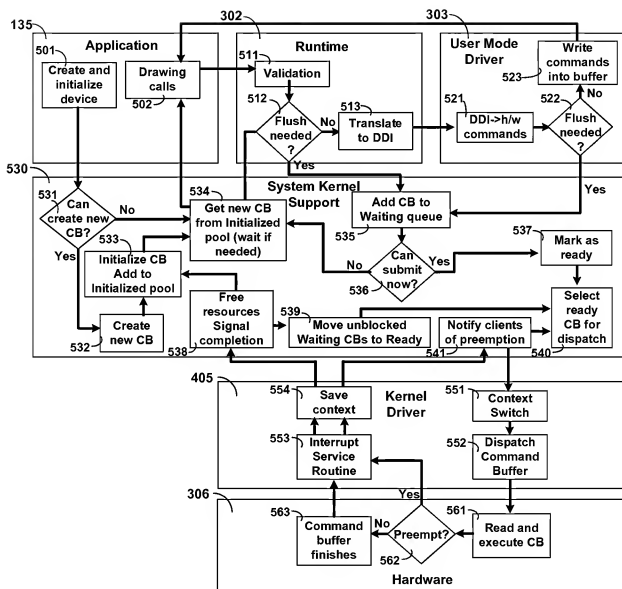 135
Application
501
Create and
initialize
device
Drawing
calls
502
302
Runtime
511
Validation
512
Flush
needed
?
No
Yes
513
Translate
to DDI
303
User Mode
Driver
Write
commands
into buffer
523
521
DDI->h/w
commands
522
No
Flush
needed
?
Yes
530
System Kernel
Support
531
Can
create new
CB?
No
Yes
534
Get new CB
from Initialized
pool (wait if
needed)
533
Initialize CB
Add to
Initialized pool
Create
new CB
532
Add CB to
Waiting queue
535
Can
submit
now?
536
No
Yes
537
Mark as
ready
Free
resources
Signal
completion
538
539
Move unblocked
Waiting CBs to Ready
Notify clients
of preemption
541
Select
ready
CB for
dispatch
540
405
Kernel
Driver
554
Save
context
553
Interrupt
Service
Routine
551
Context
Switch
552
Dispatch
Command
Buffer
306
Hardware
563
Command
buffer
finishes
Yes
No
Preempt?
562
561
Read and
execute CB